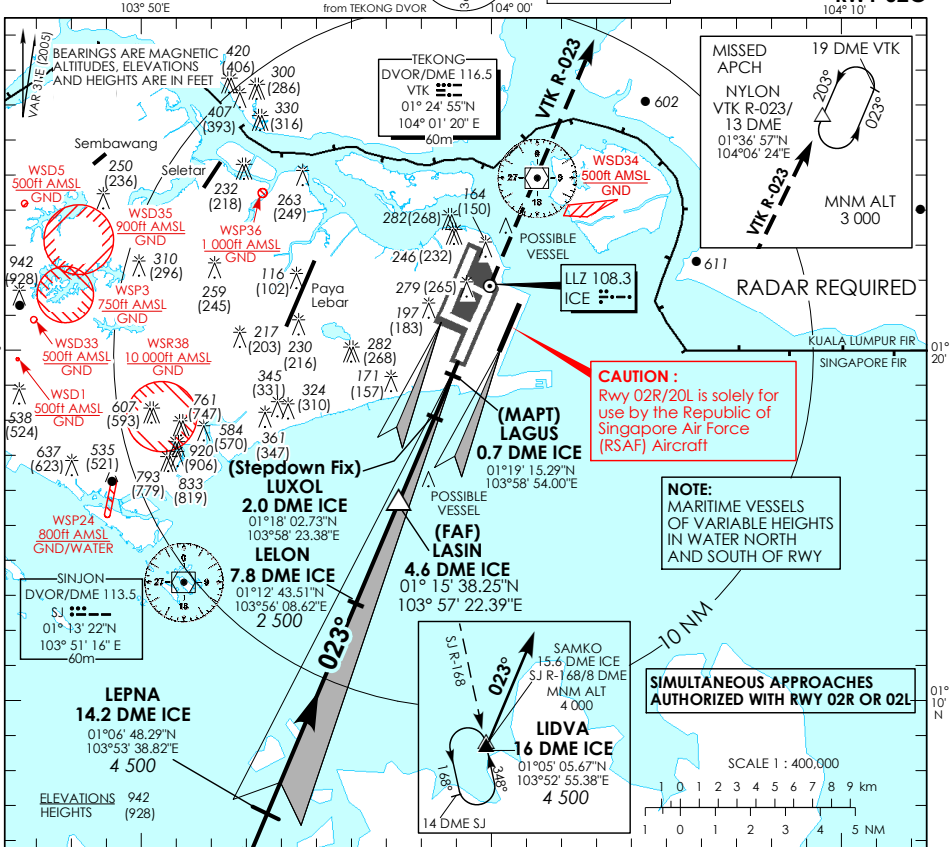 103° 50'E
from TEKONG DVOR
104° 00'
104° 10'
VAR 31'E (2005)
BEARINGS ARE MAGNETIC
ALTITUDES, ELEVATIONS
AND HEIGHTS ARE IN FEET
420
(406)
300
(286)
330
(316)
407
(393)
TEKONG
DVOR/DME 116.5
VTK
01° 24' 55"N
104° 01' 20" E
60m
VTK R-023
602
MISSED
APCH
NYLON
VTK R-023/
13 DME
01°36' 57"N
104°06' 24"E
19 DME VTK
203°
023°
VTK R-023
MNM ALT
3 000
Sembawang
250
(236)
Seletar
232
(218)
263
(249)
WSD5
500ft AMSL
GND
WSD35
900ft AMSL
GND
WSP36
1 000ft AMSL
GND
WSD34
500ft AMSL
GND
164
(150)
282(268)
246 (232)
POSSIBLE
VESSEL
611
RADAR REQUIRED
942
(928)
310
(296)
WSP3
750ft AMSL
GND
259
(245)
116
(102)
Paya
Lebar
279 (265)
197
(183)
LLZ 108.3
ICE
WSD33
500ft AMSL
GND
WSR38
10 000ft AMSL
GND
217
(203)
230
(216)
282
(268)
171
(157)
KUALA LUMPUR FIR
SINGAPORE FIR
01°
20'
WSD1
500ft AMSL
GND
538
(524)
607
(593)
761
(747)
345
(331)
324
(310)
584
(570)
361
(347)
CAUTION :
Rwy 02R/20L is solely for
use by the Republic of
Singapore Air Force
(RSAF) Aircraft
(MAPT)
LAGUS
0.7 DME ICE
01°19' 15.29"N
103°58' 54.00"E
637
(623)
535
(521)
920
(906)
793
(779)
833
(819)
(Stepdown Fix)
LUXOL
2.0 DME ICE
01°18' 02.73"N
103°58' 23.38"E
POSSIBLE
VESSEL
NOTE:
MARITIME VESSELS
OF VARIABLE HEIGHTS
IN WATER NORTH
AND SOUTH OF RWY
WSP24
800ft AMSL
GND/WATER
LELON
7.8 DME ICE
01°12' 43.51"N
103°56' 08.62"E
2 500
(FAF)
LASIN
4.6 DME ICE
01° 15' 38.25"N
103° 57' 22.39"E
SINJON
DVOR/DME 113.5
SJ
01° 13' 22"N
103° 51' 16" E
60m
023°
10 NM
SJ R-168
023°
SAMKO
15.6 DME ICE
SJ R-168/8 DME
MNM ALT
4 000
LIDVA
16 DME ICE
01°05' 05.67"N
103°52' 55.38"E
4 500
168°
348°
14 DME SJ
SIMULTANEOUS APPROACHES
AUTHORIZED WITH RWY 02R OR 02L
01°
10'
N
LEPNA
14.2 DME ICE
01°06' 48.29"N
103°53' 38.82"E
4 500
ELEVATIONS 942
HEIGHTS (928)
SCALE 1 : 400,000
1 0 1 2 3 4 5 6 7 8 9 km
1 0 1 2 3 4 5 NM